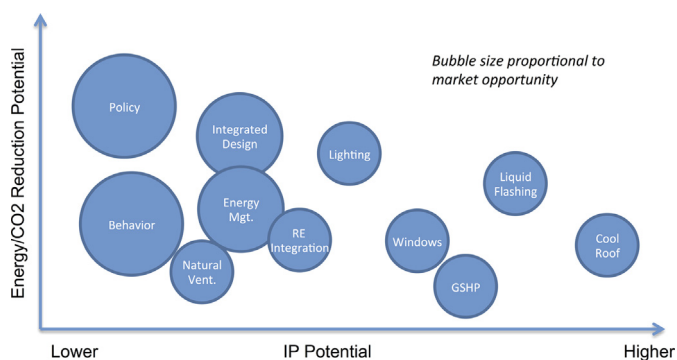 Energy/CO2 Reduction Potential
Bubble size proportional to
market opportunity
Policy
Integrated
Design
Lighting
Liquid
Flashing
Behavior
Energy
Mgt.
RE
Integration
Windows
Cool
Roof
Natural
Vent.
GSHP
Lower
IP Potential
Higher